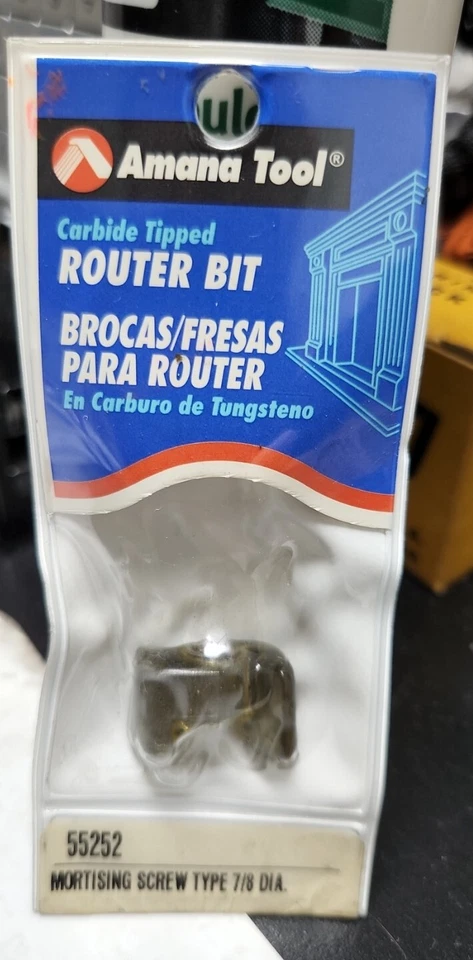 Amana Tool®
Carbide Tipped
ROUTER BIT
BROCAS/FRESAS
PARA ROUTER
En Carburo de Tungsteno
55252
MORTISING SCREW TYPE 7/8 DIA.